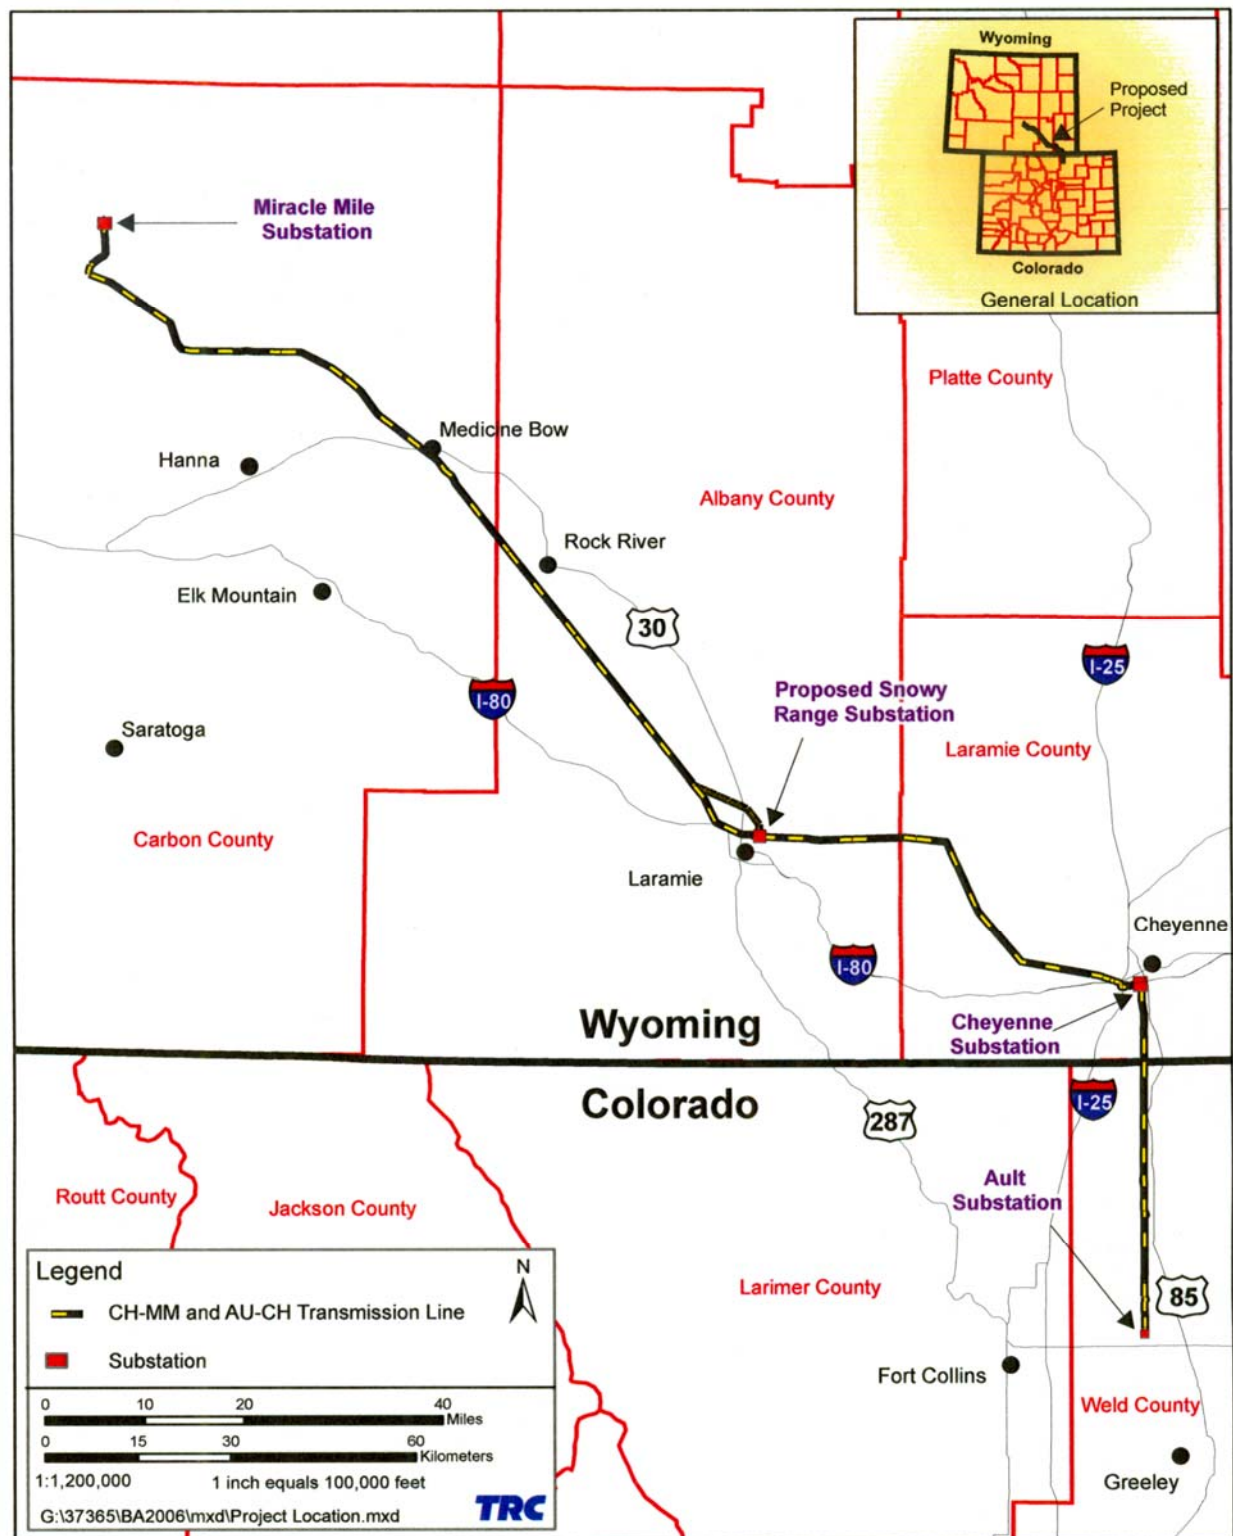 Wyoming
Proposed
Project
Colorado
General Location
Miracle Mile
Substation
Platte County
Medicine Bow
Hanna
Albany County
Rock River
Elk Mountain
30
I-25
Proposed Snowy
Range Substation
I-80
Saratoga
Laramie County
Carbon County
Laramie
Cheyenne
I-80
Wyoming
Cheyenne
Substation
Colorado
I-25
287
Ault
Substation
Routt County
Jackson County
Larimer County
85
Fort Collins
Weld County
Greeley
Legend
N
CH-MM and AU-CH Transmission Line
Substation
0 10 20 40
Miles
0 15 30 60
Kilometers
1:1,200,000 1 inch equals 100,000 feet
G:\37365\BA2006\mxd\Project Location.mxd
TRC